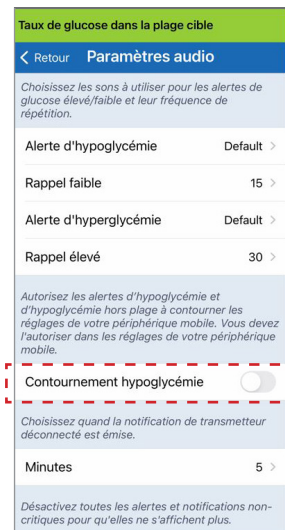 Taux de glucose dans la plage cible
Retour Paramètres audio
Choisissez les sons à utiliser pour les alertes de
glucose élevé/faible et leur fréquence de
répétition.
Alerte d'hypoglycémie Default
Rappel faible 15
Alerte d'hyperglycémie Default
Rappel élevé 30
Autorisez les alertes d'hypoglycémie et
d'hypoglycémie hors plage à contourner les
réglages de votre périphérique mobile. Vous devez
l'autoriser dans les réglages de votre périphérique
mobile.
Contournement hypoglycémie
Choisissez quand la notification de transmetteur
déconnecté est émise.
Minutes 5
Désactivez toutes les alertes et notifications non-
critiques pour qu'elles ne s'affichent plus.